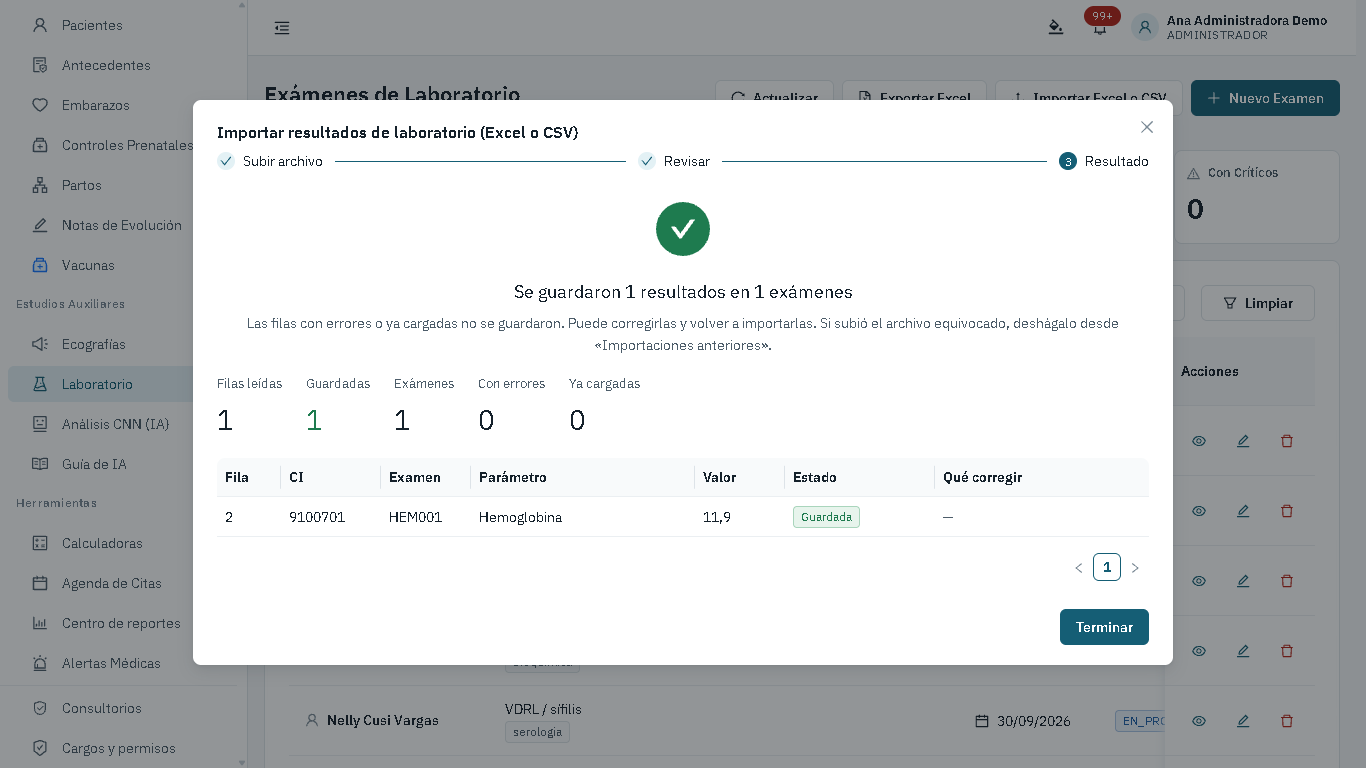 Pacientes
Antecedentes
Embarazos
Controles Prenatales
Partos
Notas de Evolución
Vacunas
Estudios Auxiliares
Ecografías
Laboratorio
Análisis CNN (IA)
Guía de IA
Herramientas
Calculadoras
Agenda de Citas
Centro de reportes
Alertas Médicas
Consultorios
Cargos y permisos
99+
Ana Administradora Demo
ADMINISTRADOR
Exámenes de Laboratorio
Actualizar
Exportar Excel
Importar Excel o CSV
Nuevo Examen
Con Críticos
0
Limpiar
Acciones
Importar resultados de laboratorio (Excel o CSV)
Subir archivo
Revisar
3 Resultado
Se guardaron 1 resultados en 1 exámenes
Las filas con errores o ya cargadas no se guardaron. Puede corregirlas y volver a importarlas. Si subió el archivo equivocado, deshágalo desde
«Importaciones anteriores».
Filas leídas Guardadas Exámenes Con errores Ya cargadas
1 1 1 0 0
Fila CI Examen Parámetro Valor Estado Qué corregir
2 9100701 HEM001 Hemoglobina 11,9 Guardada —
1
Terminar
Nelly Cusi Vargas
VDRL / sífilis
serologia
30/09/2026